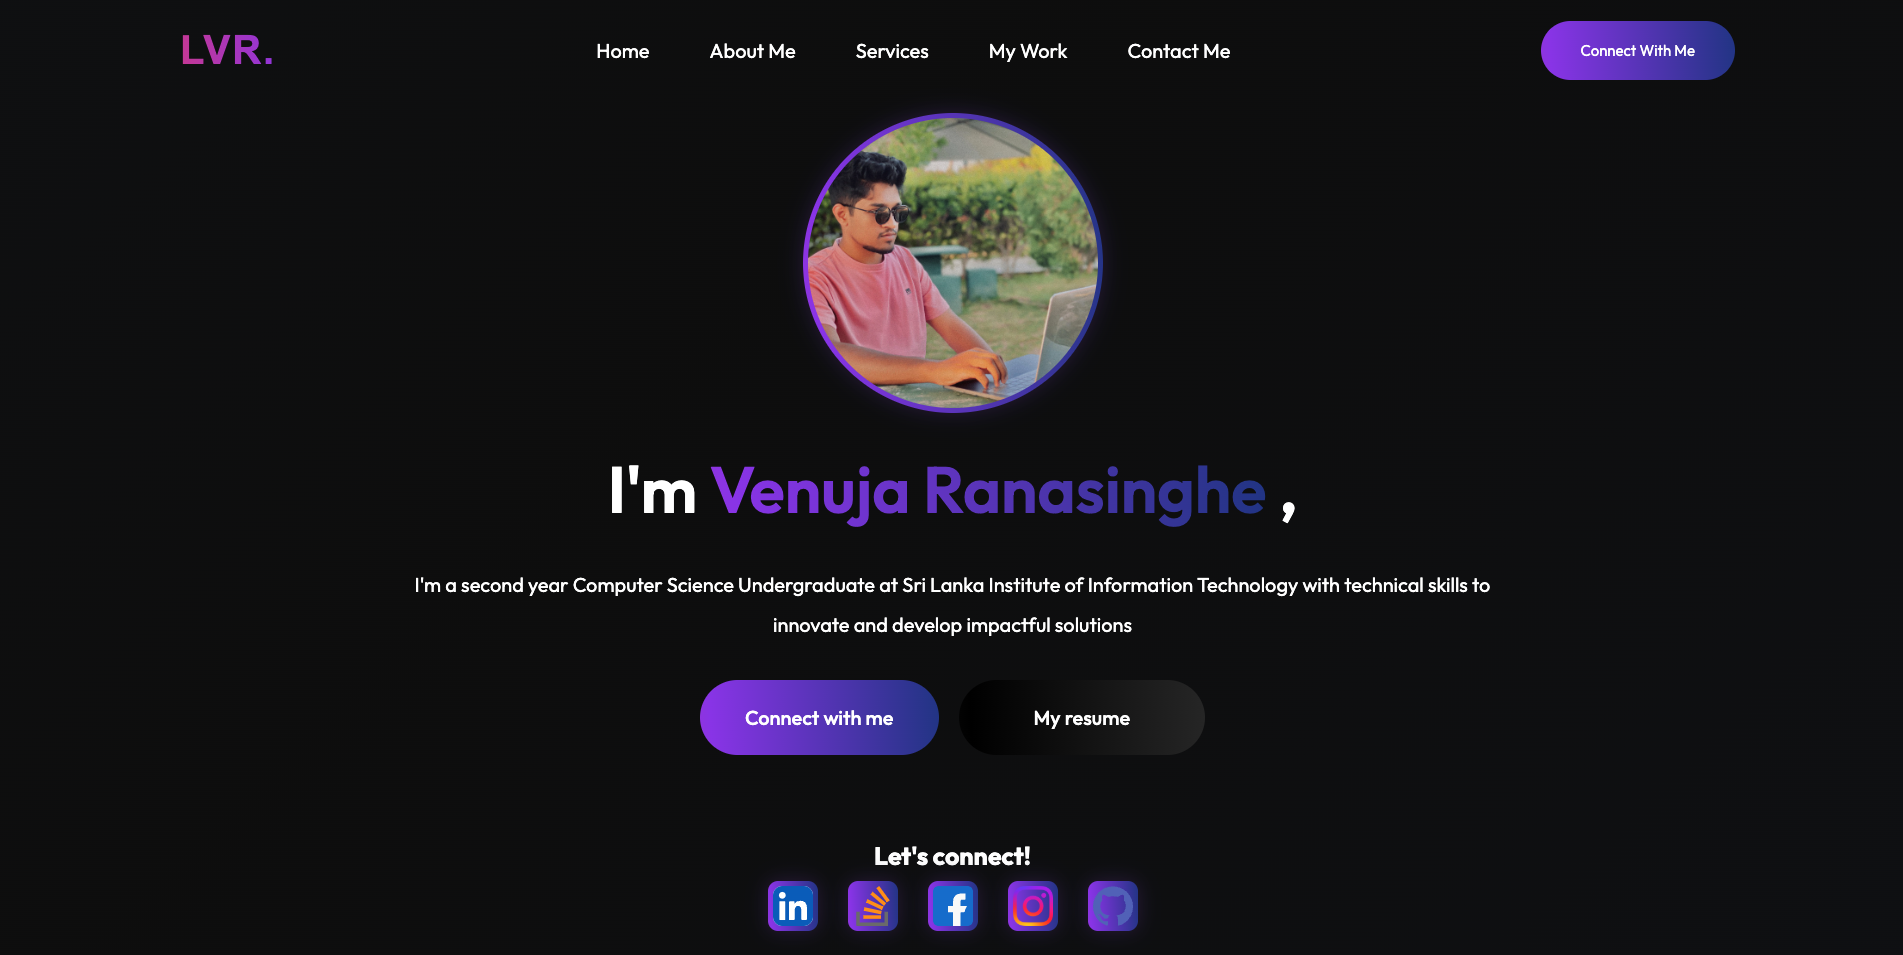 LVR.
Home
About Me
Services
My Work
Contact Me
Connect With Me
I'm Venuja Ranasinghe ,
I'm a second year Computer Science Undergraduate at Sri Lanka Institute of Information Technology with technical skills to
innovate and develop impactful solutions
Connect with me
My resume
Let's connect!
in
f